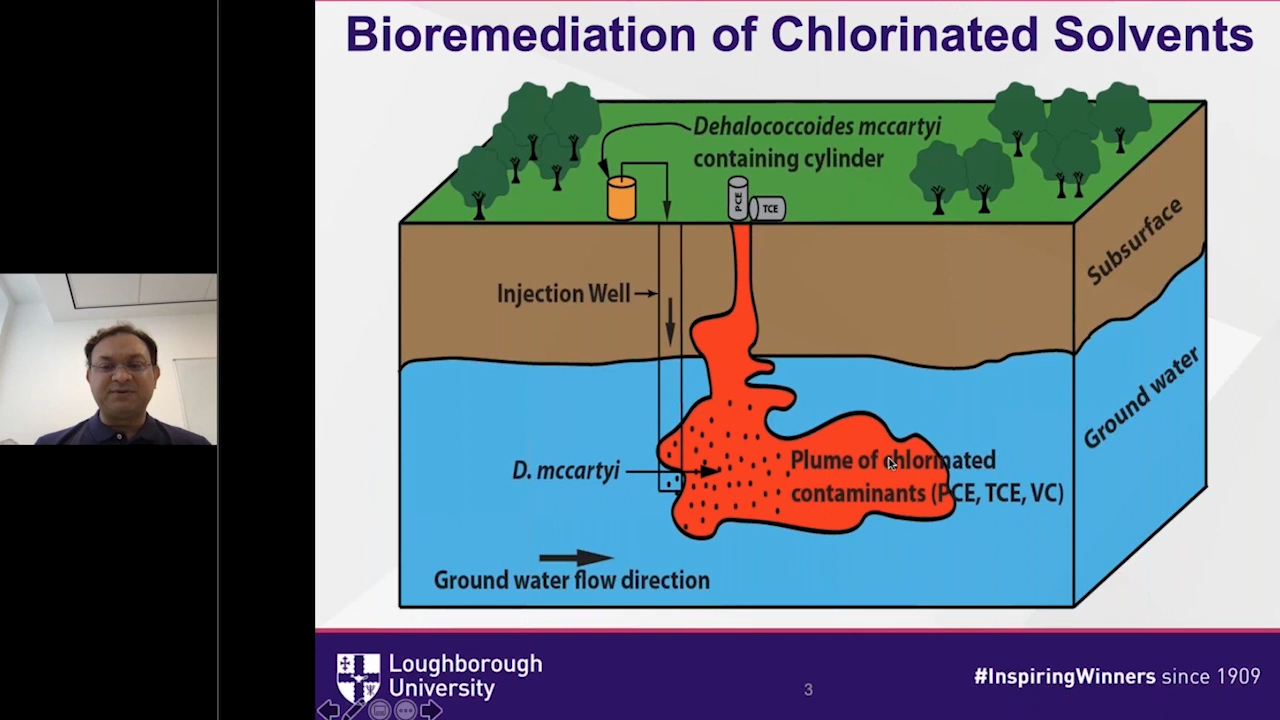 Bioremediation of Chlorinated Solvents
Dehalococcoides mccartyi
containing cylinder
PCE
TCE
Subsurface
Injection Well
Ground water
D. mccartyi
Plume of chlorinated
contaminants (PCE, TCE, VC)
Ground water flow direction
Loughborough
University
3
#InspiringWinners since 1909